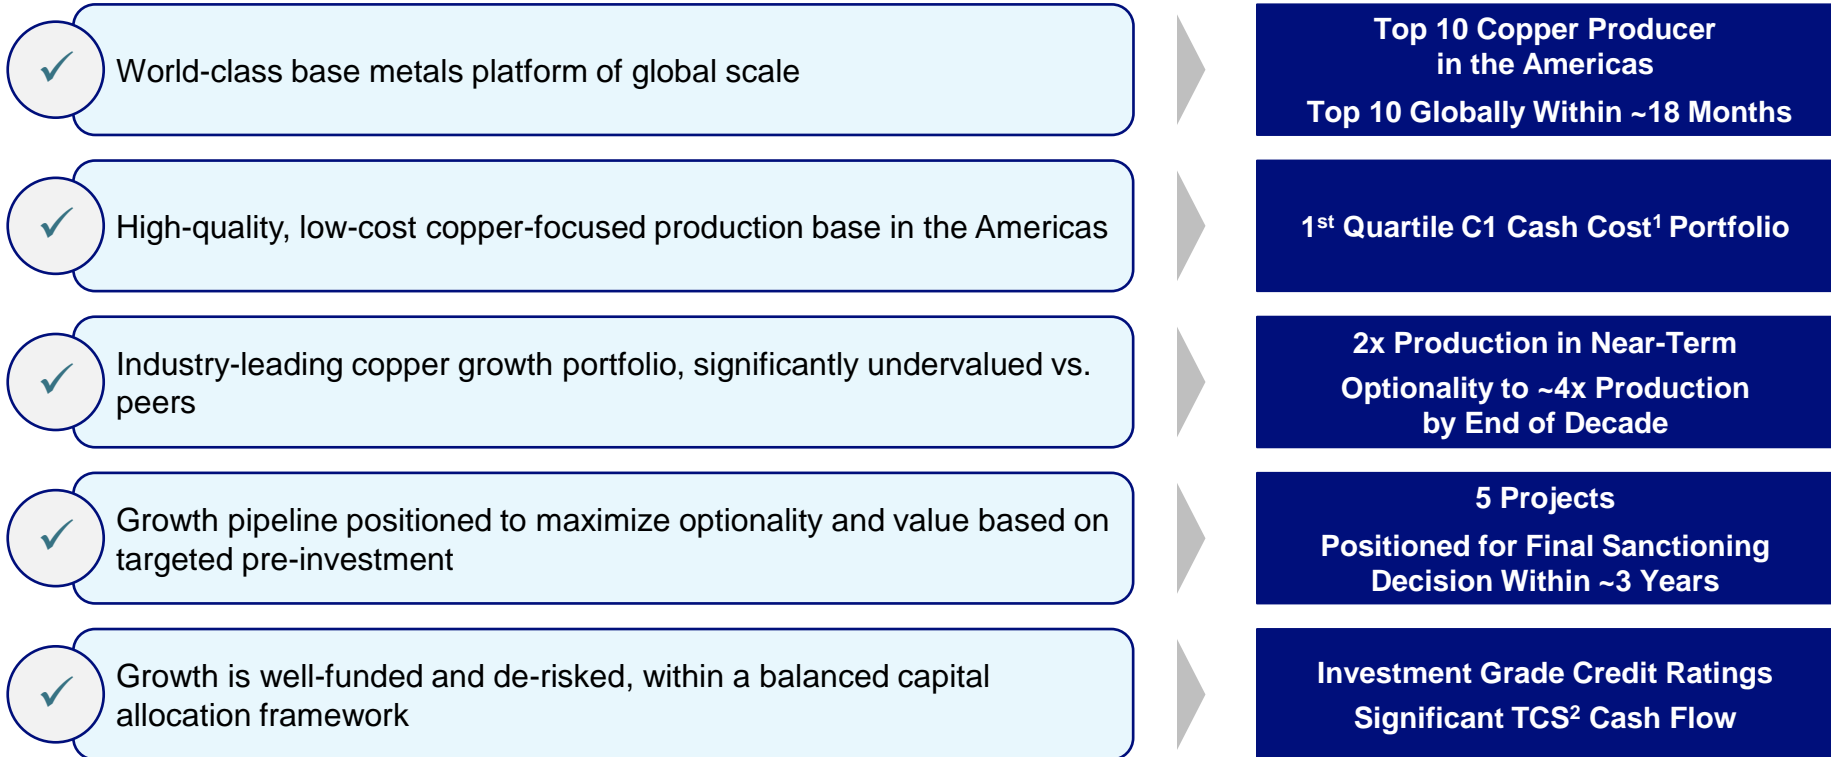 World-class base metals platform of global scale
Top 10 Copper Producer
in the Americas
Top 10 Globally Within ~18 Months
High-quality, low-cost copper-focused production base in the Americas
1st Quartile C1 Cash Cost1 Portfolio
Industry-leading copper growth portfolio, significantly undervalued vs.
peers
2x Production in Near-Term
Optionality to ~4x Production
by End of Decade
Growth pipeline positioned to maximize optionality and value based on
targeted pre-investment
5 Projects
Positioned for Final Sanctioning
Decision Within ~3 Years
Growth is well-funded and de-risked, within a balanced capital
allocation framework
Investment Grade Credit Ratings
Significant TCS2 Cash Flow